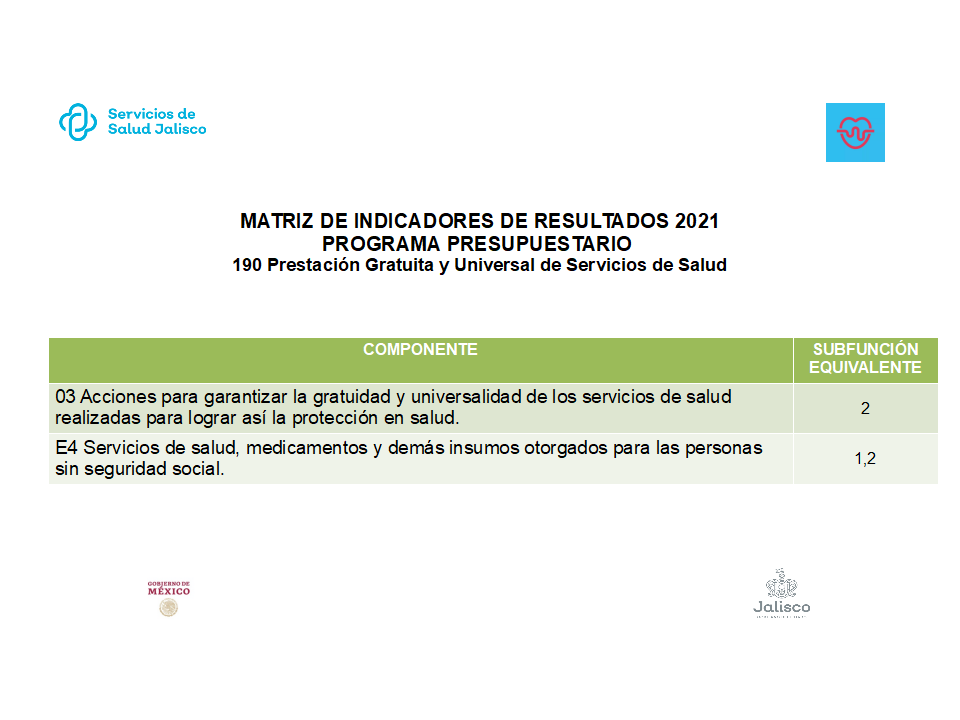 Servicios de
Salud Jalisco
MATRIZ DE INDICADORES DE RESULTADOS 2021
PROGRAMA PRESUPUESTARIO
190 Prestación Gratuita y Universal de Servicios de Salud
COMPONENTE
SUBFUNCIÓN
EQUIVALENTE
03 Acciones para garantizar la gratuidad y universalidad de los servicios de salud
realizadas para lograr así la protección en salud.
2
E4 Servicios de salud, medicamentos y demás insumos otorgados para las personas
sin seguridad social.
1,2
GOBIERNO DE
MÉXICO
Jalisco